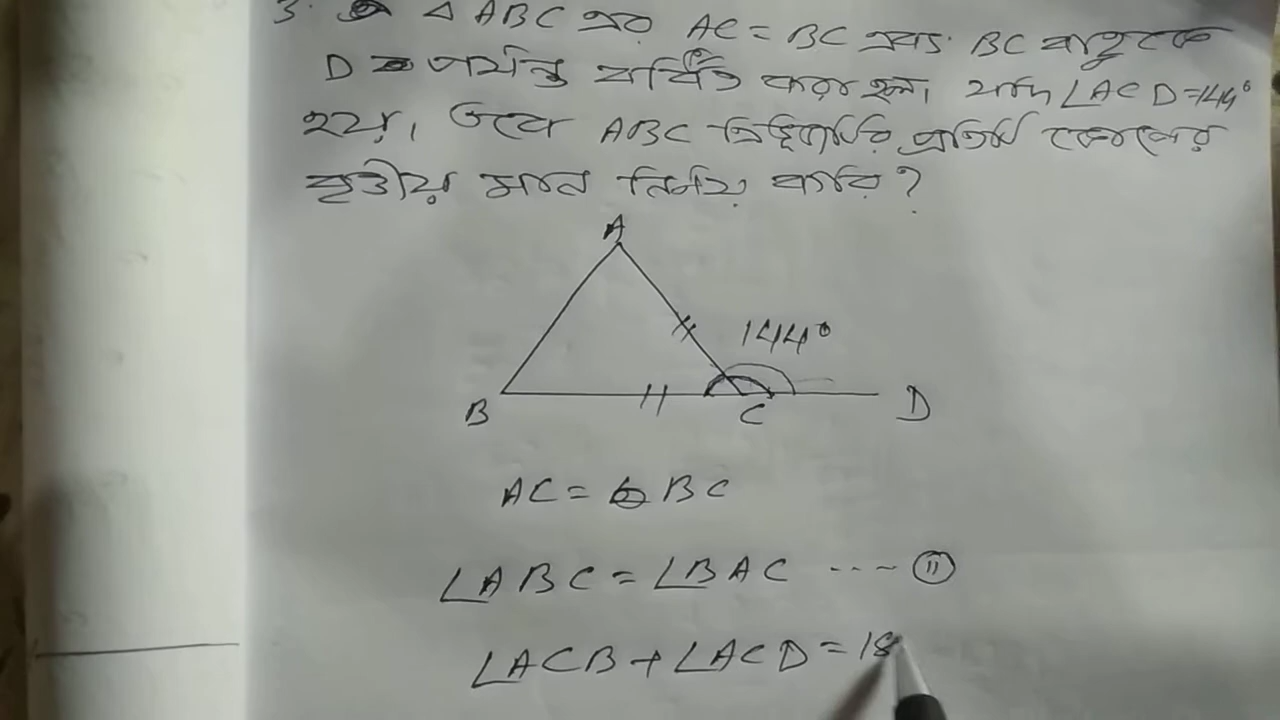 3. △ ABC এর AC = BC এবং BC বাহুকে
D পর্যন্ত বর্ধিত করা হল। যদি ∠ACD=144°
হয়, তবে ABC ত্রিভুজটির প্রতিটি কোণের
বৃত্তীয় মান নির্ণয় করি?
A
144°
B C D
AC = BC
∠ABC = ∠BAC ---- (ii)
∠ACB + ∠ACD = 18